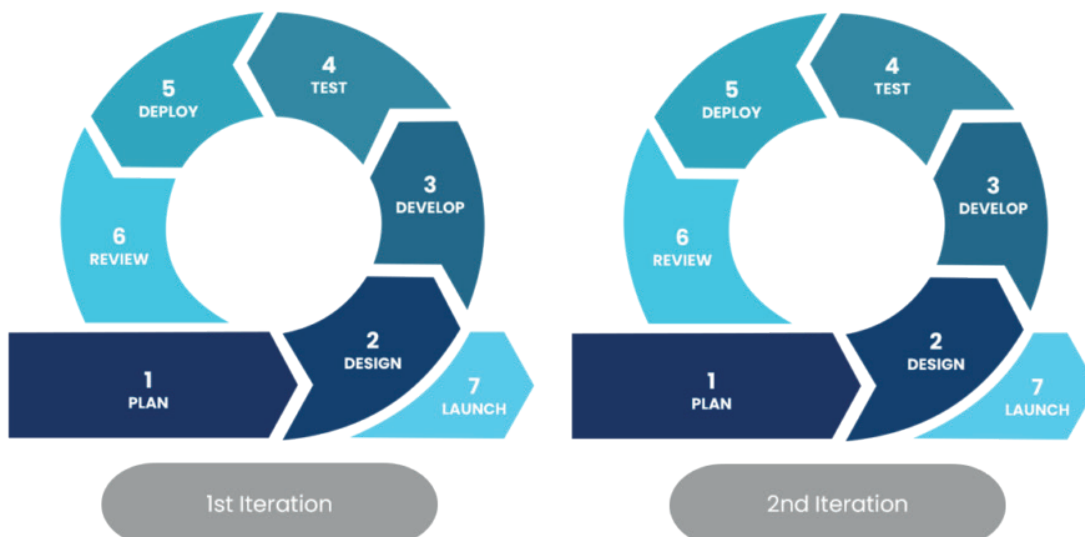 1
PLAN
2
DESIGN
3
DEVELOP
4
TEST
5
DEPLOY
6
REVIEW
7
LAUNCH
1st Iteration
1
PLAN
2
DESIGN
3
DEVELOP
4
TEST
5
DEPLOY
6
REVIEW
7
LAUNCH
2nd Iteration